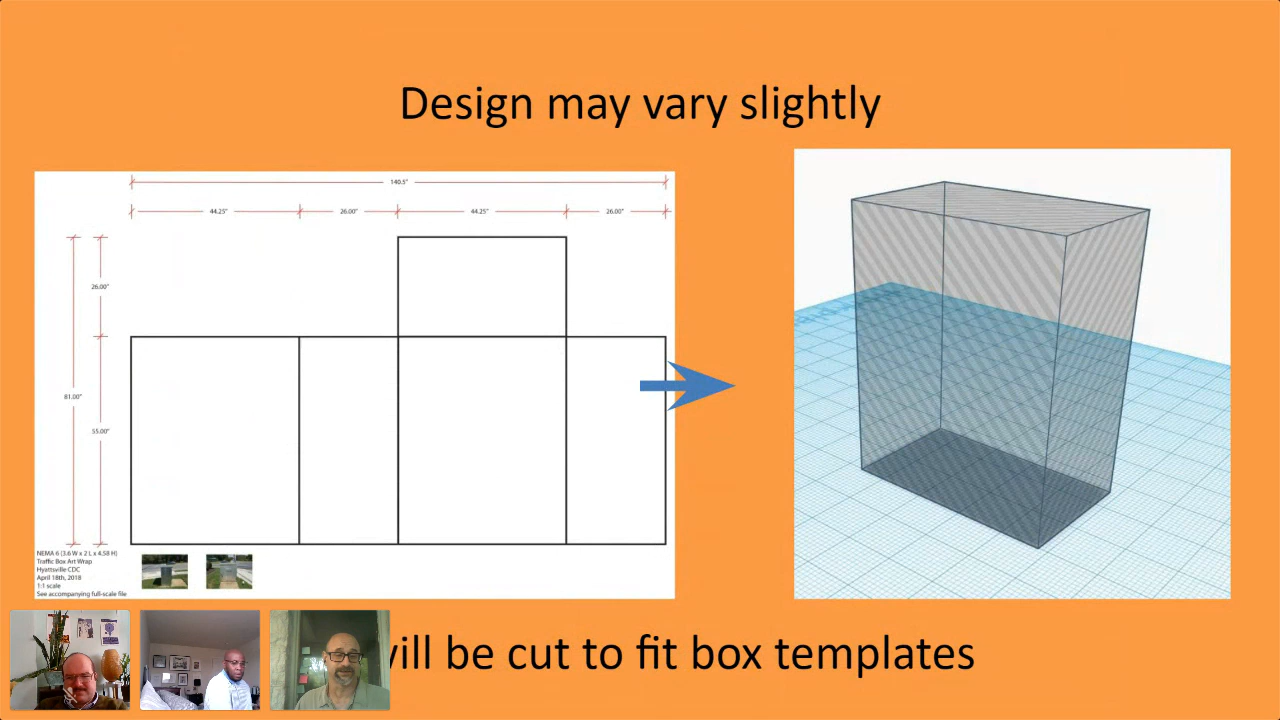 Design may vary slightly
140.5"
44.25" 26.00" 44.25" 26.00"
26.00"
81.00"
55.00"
NEMA 6 (3.6 W x 2 L x 4.58 H)
Traffic Box Art Wrap
Hyattsville CDC
April 18th, 2018
1:1 scale
See accompanying full-scale file
will be cut to fit box templates